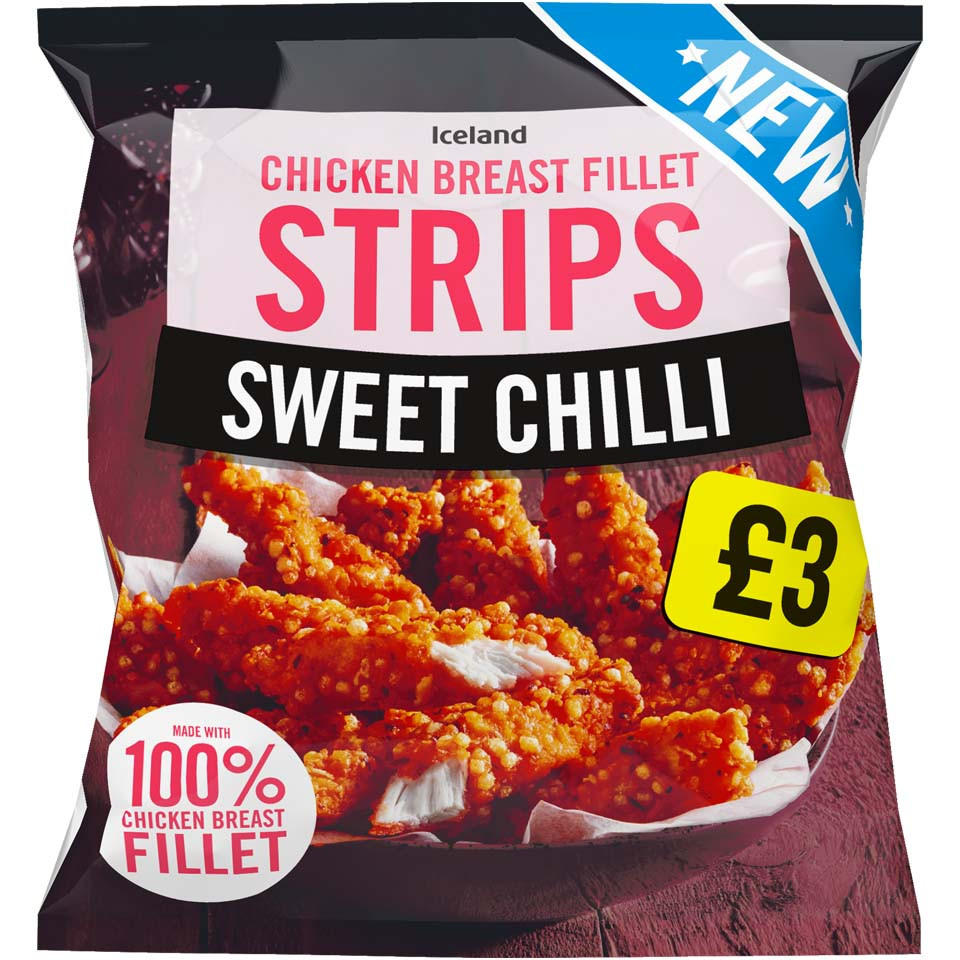 NEW
Iceland
CHICKEN BREAST FILLET
STRIPS
SWEET CHILLI
£3
MADE WITH
100%
CHICKEN BREAST
FILLET